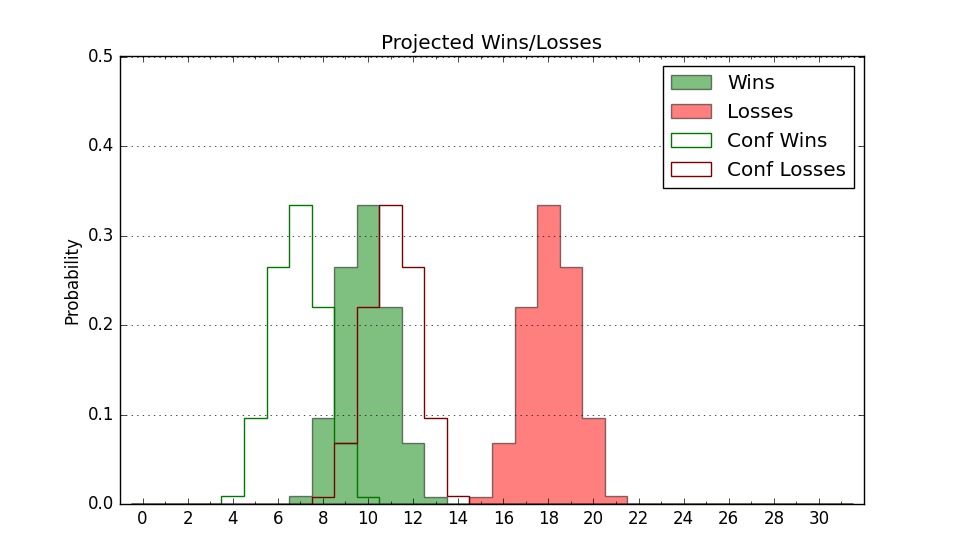 Projected Wins/Losses
0.5
0.4
0.3
0.2
0.1
0.0
Probability
Wins
Losses
Conf Wins
Conf Losses
0 2 4 6 8 10 12 14 16 18 20 22 24 26 28 30